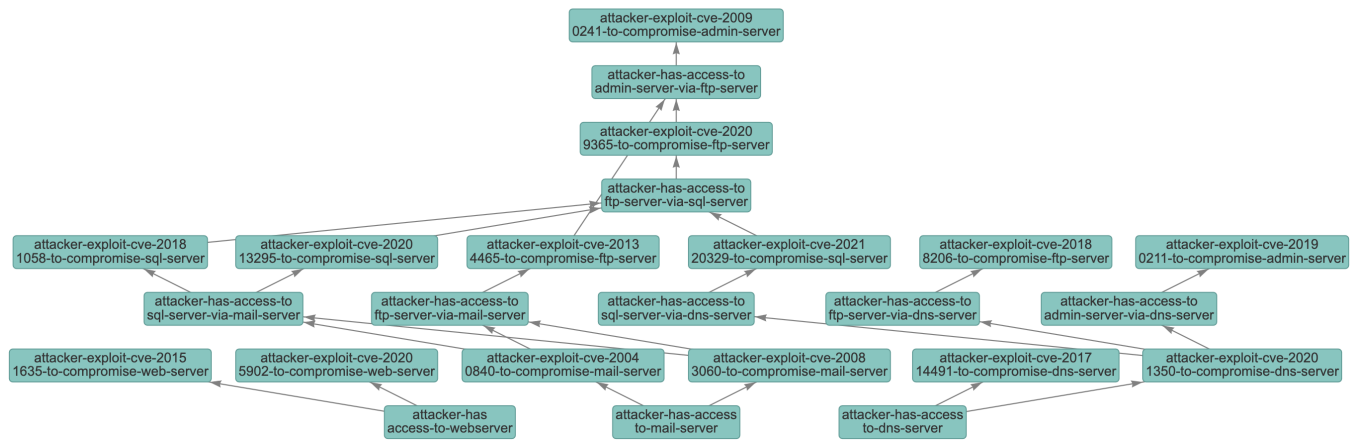 attacker-exploit-cve-2009
0241-to-compromise-admin-server
attacker-has-access-to
admin-server-via-ftp-server
attacker-exploit-cve-2020
9365-to-compromise-ftp-server
attacker-has-access-to
ftp-server-via-sql-server
attacker-exploit-cve-2018
1058-to-compromise-sql-server
attacker-exploit-cve-2020
13295-to-compromise-sql-server
attacker-exploit-cve-2013
4465-to-compromise-ftp-server
attacker-exploit-cve-2021
20329-to-compromise-sql-server
attacker-exploit-cve-2018
8206-to-compromise-ftp-server
attacker-exploit-cve-2019
0211-to-compromise-admin-server
attacker-has-access-to
sql-server-via-mail-server
attacker-has-access-to
ftp-server-via-mail-server
attacker-has-access-to
sql-server-via-dns-server
attacker-has-access-to
ftp-server-via-dns-server
attacker-has-access-to
admin-server-via-dns-server
attacker-exploit-cve-2015
1635-to-compromise-web-server
attacker-exploit-cve-2020
5902-to-compromise-web-server
attacker-exploit-cve-2004
0840-to-compromise-mail-server
attacker-exploit-cve-2008
3060-to-compromise-mail-server
attacker-exploit-cve-2017
14491-to-compromise-dns-server
attacker-exploit-cve-2020
1350-to-compromise-dns-server
attacker-has
access-to-webserver
attacker-has-access
to-mail-server
attacker-has-access
to-dns-server